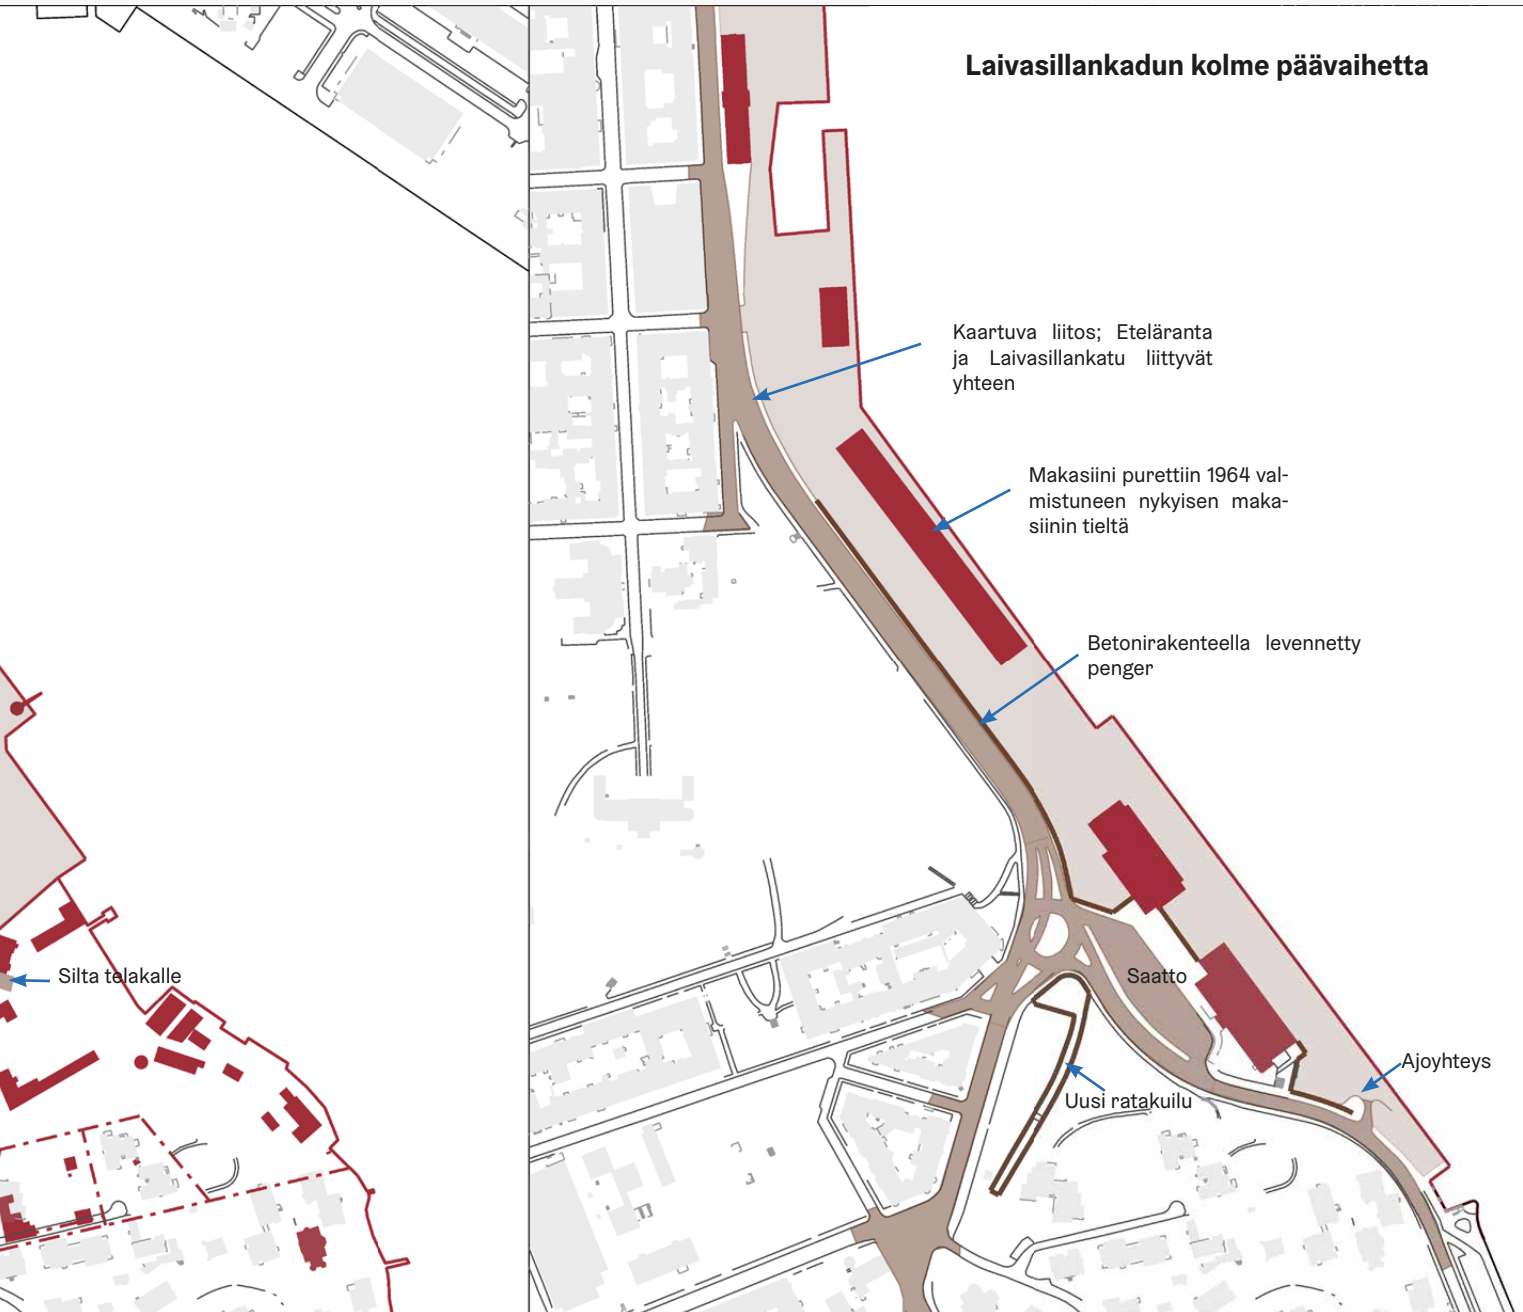 Laivasillankadun kolme päävaihetta
Kaartuva liitos; Eteläranta
ja Laivasillankatu liittyvät
yhteen
Makasiini purettiin 1964 val-
mistuneen nykyisen maka-
siinin tieltä
Betonirakenteella levennetty
penger
Silta telakalle
Saatto
Ajoyhteys
Uusi ratakuilu